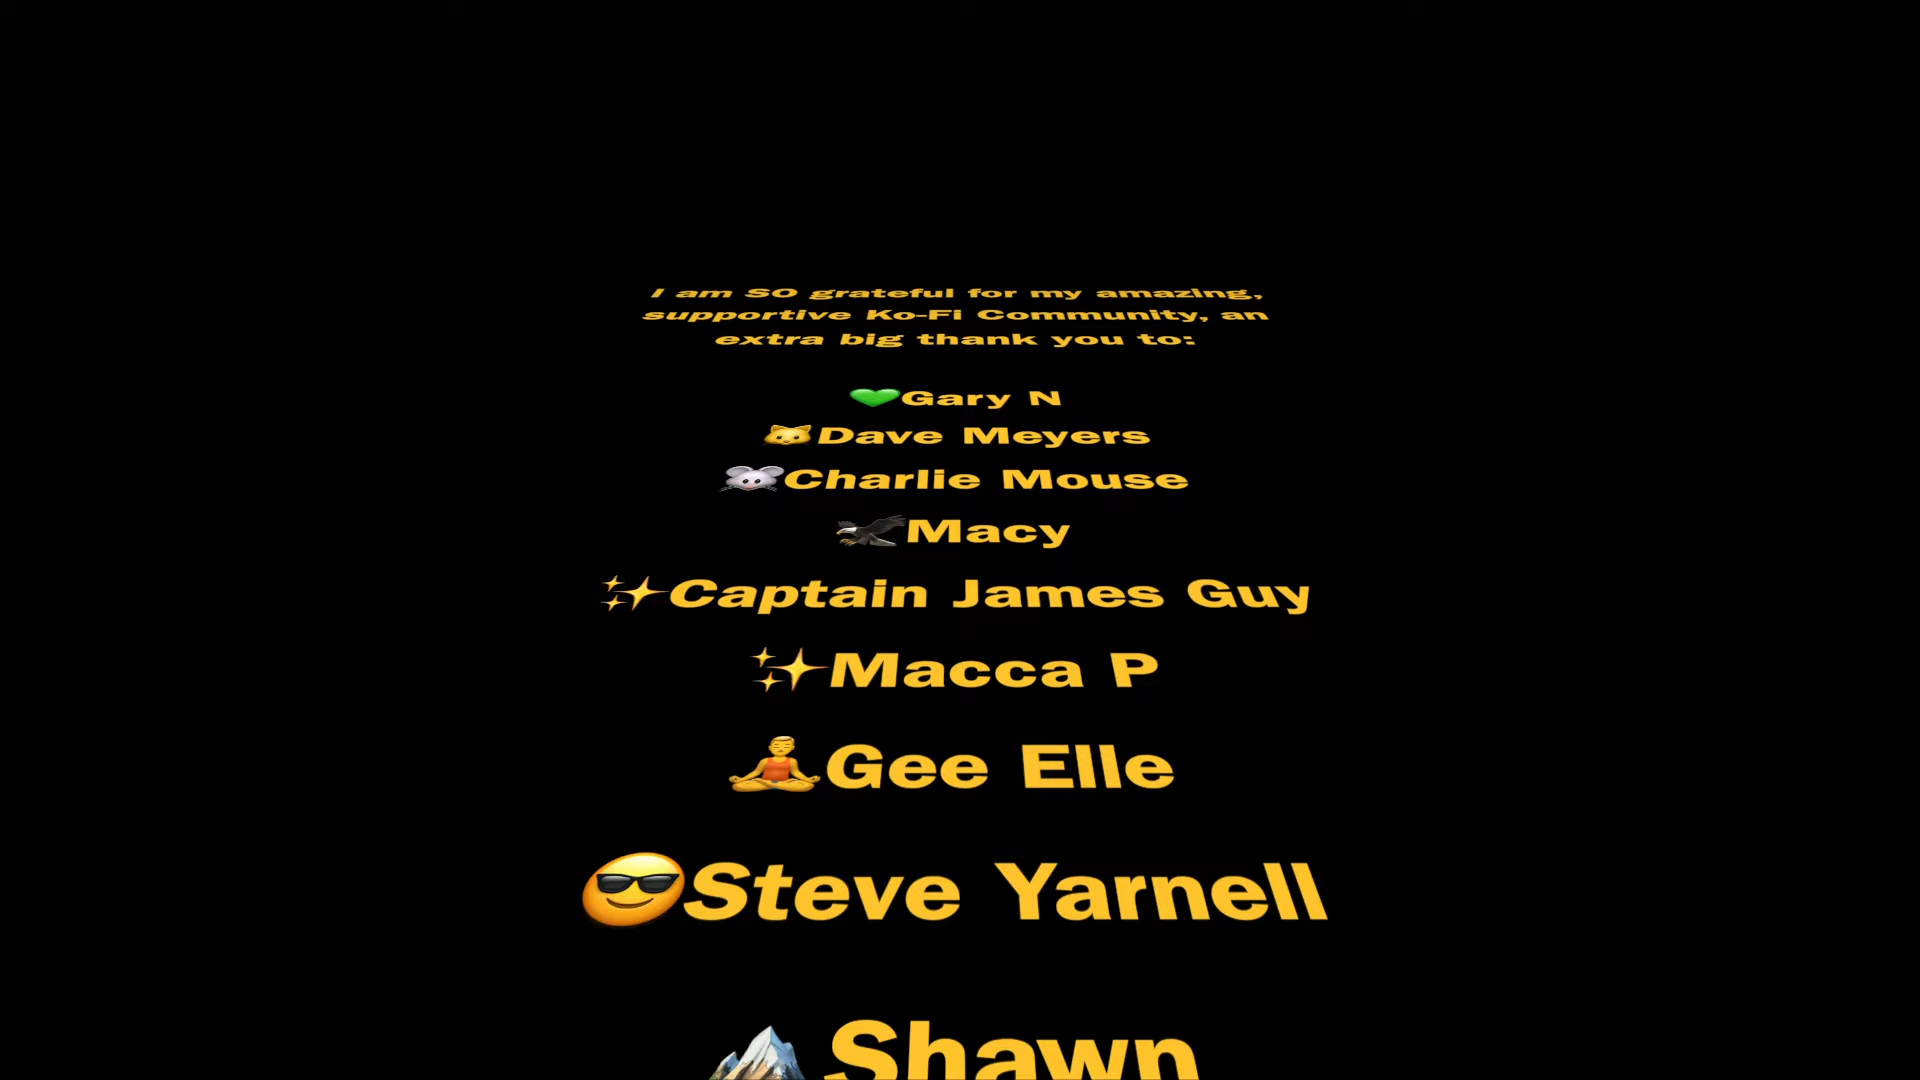 I am SO grateful for my amazing,
supportive Ko-Fi Community, an
extra big thank you to:
💚Gary N
🐱Dave Meyers
🐭Charlie Mouse
🦅Macy
✨Captain James Guy
✨Macca P
🧘‍♂️Gee Elle
😎Steve Yarnell
🏔️Shawn